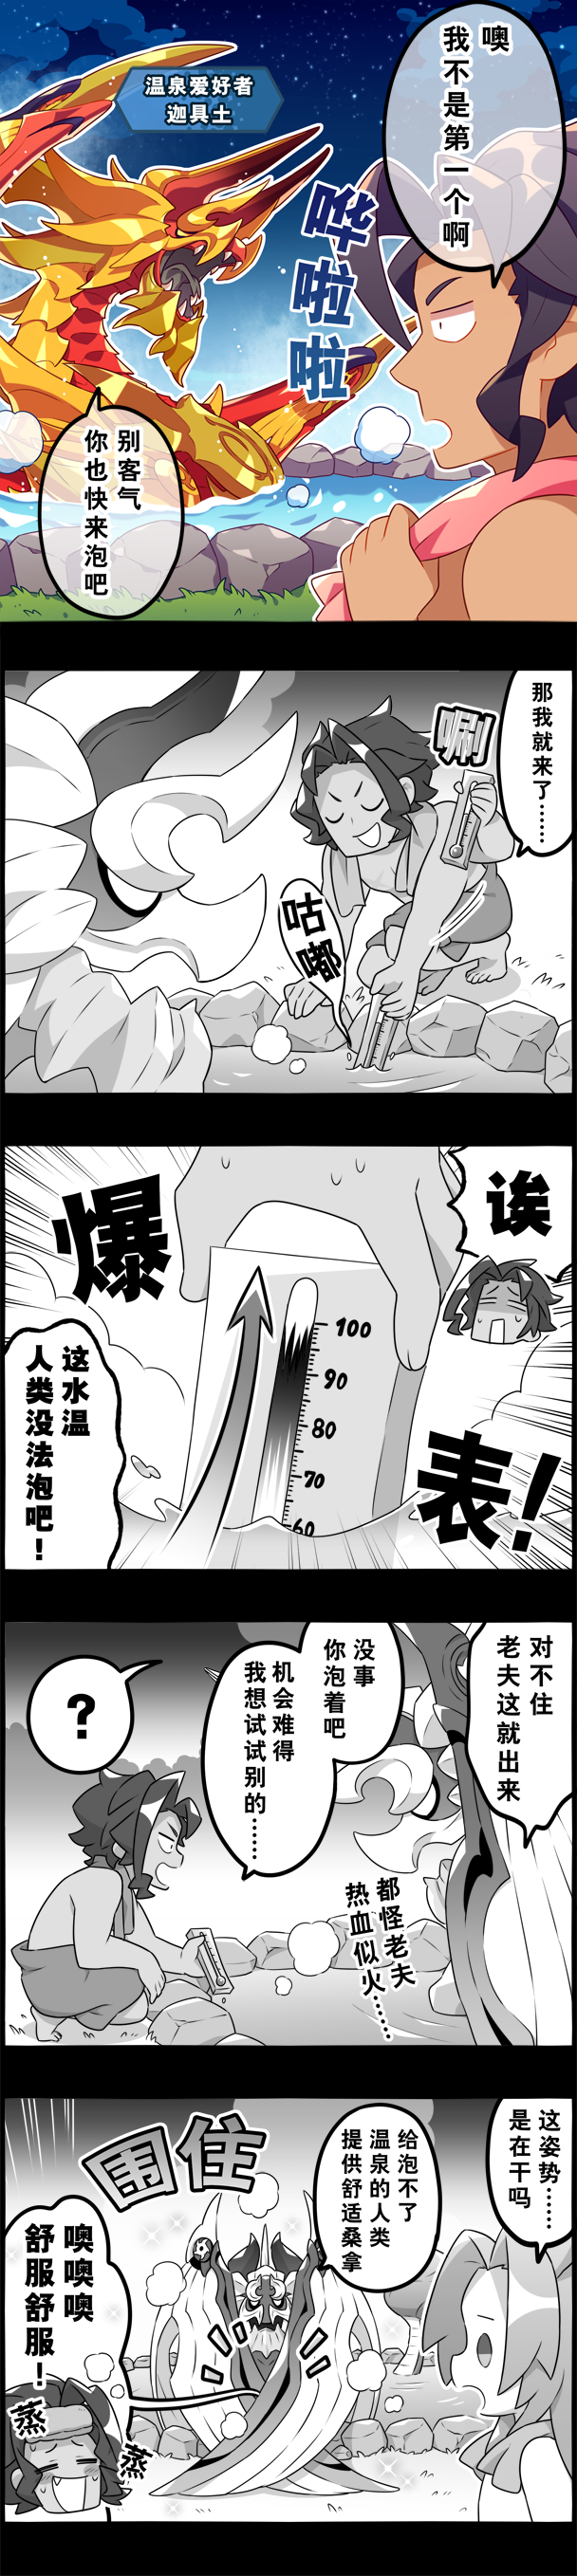 噢
我不是第一个啊
温泉爱好者
迦具土
哗啦啦
别客气
你也快来泡吧
那我就来了……
唰
咕嘟
诶
爆
表！
100
90
80
70
60
这水温
人类没法泡吧！
对不住
老夫这就出来
没事
你泡着吧
机会难得
我想试试别的……
？
都怪老夫
热血似火……
这姿势……
是在干吗
给泡不了
温泉的人类
提供舒适桑拿
围住
噢噢噢
舒服舒服！
蒸
蒸